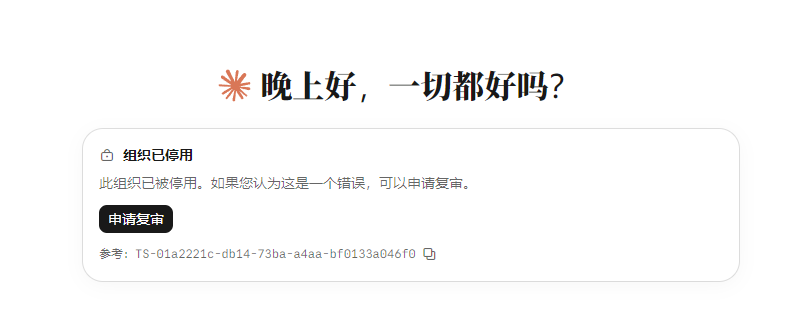 晚上好，一切都好吗？
组织已停用
此组织已被停用。如果您认为这是一个错误，可以申请复审。
申请复审
参考：TS-01a2221c-db14-73ba-a4aa-bf0133a046f0